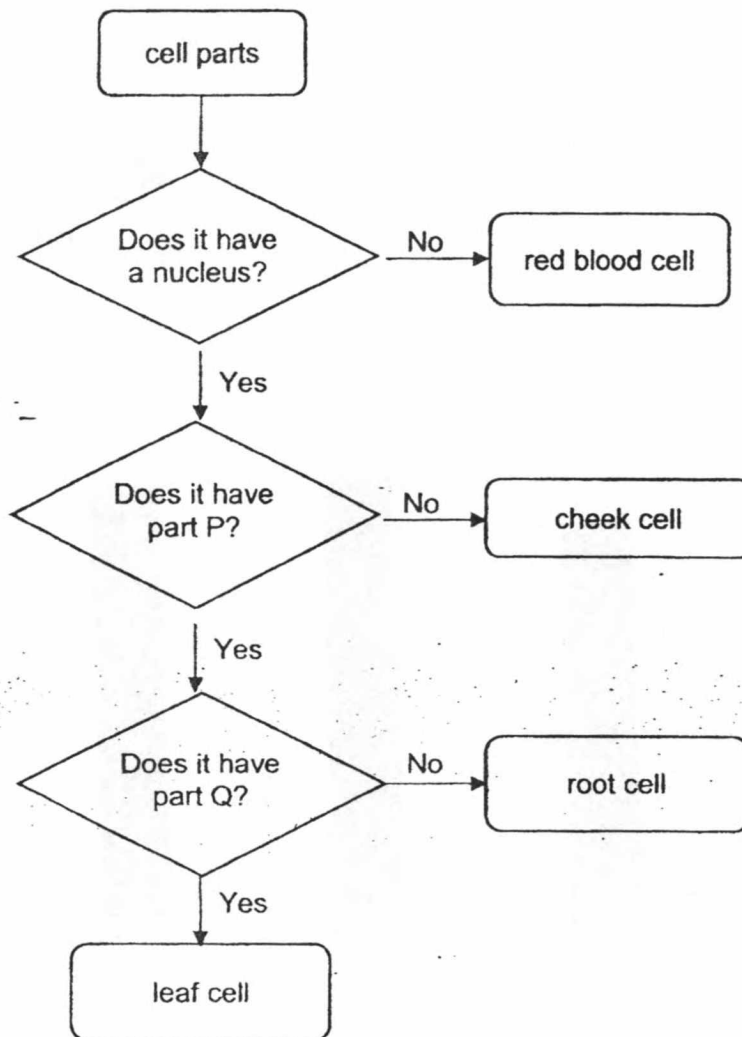 cell parts
Does it have
a nucleus?
No
red blood cell
Yes
Does it have
part P?
No
cheek cell
Yes
Does it have
part Q?
No
root cell
Yes
leaf cell